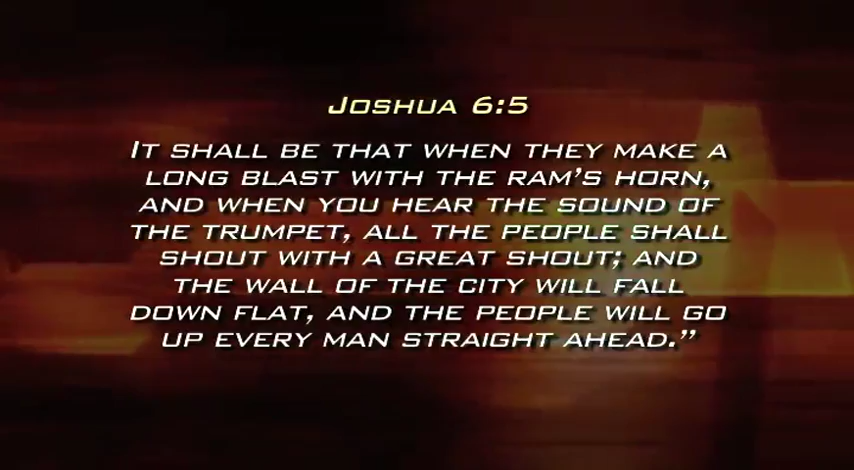 Joshua 6:5
It shall be that when they make a
long blast with the ram's horn,
and when you hear the sound of
the trumpet, all the people shall
shout with a great shout; and
the wall of the city will fall
down flat, and the people will go
up every man straight ahead.”